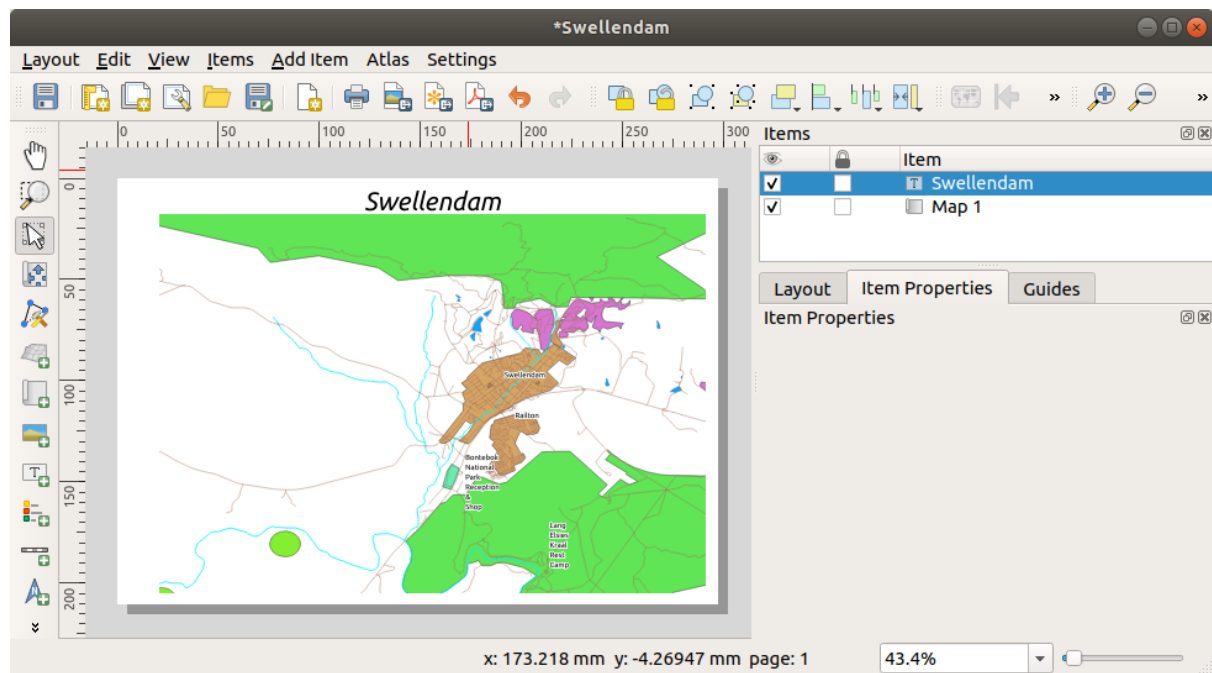 *Swellendam
Layout Edit View Items Add Item Atlas Settings
» »
0 50 100 150 200 250 300
0
50
100
150
200
Swellendam
Swellendam
Railton
Bontebok
National
Park
Reception
&
Shop
Lang
Elsies
Kraal
Rest
Camp
Items
Item
Swellendam
Map 1
Layout Item Properties Guides
Item Properties
x: 173.218 mm y: -4.26947 mm page: 1 43.4%